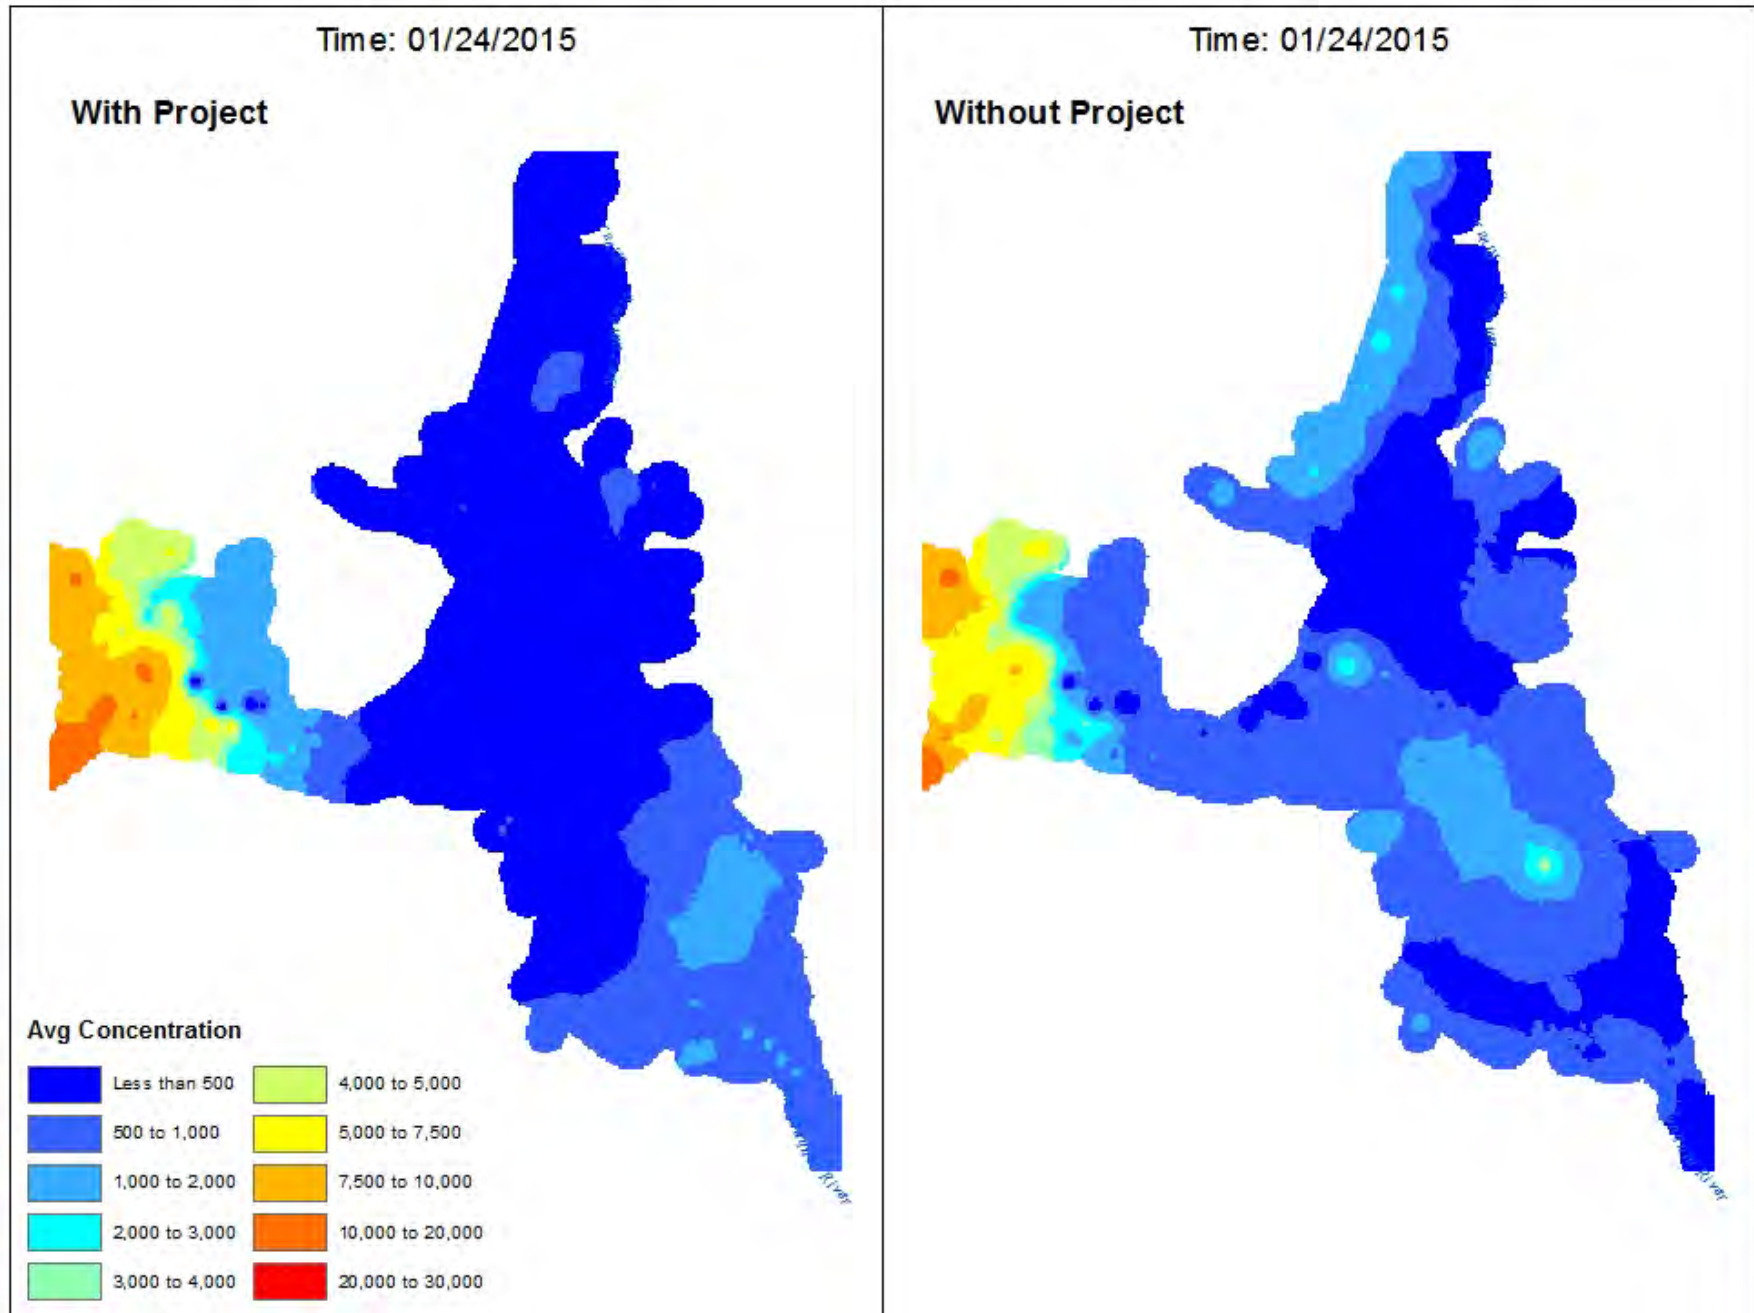 Time: 01/24/2015
With Project
Time: 01/24/2015
Without Project
Avg Concentration
Less than 500
500 to 1,000
1,000 to 2,000
2,000 to 3,000
3,000 to 4,000
4,000 to 5,000
5,000 to 7,500
7,500 to 10,000
10,000 to 20,000
20,000 to 30,000
River
River